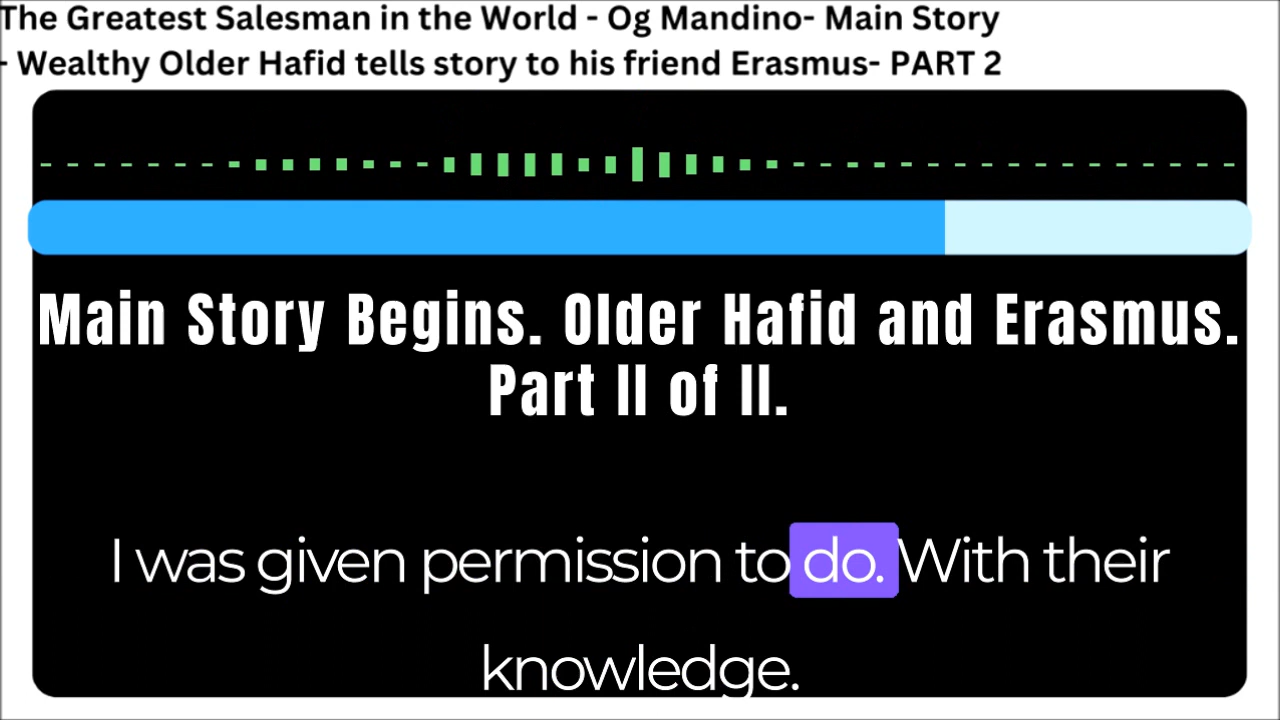 The Greatest Salesman in the World - Og Mandino- Main Story
- Wealthy Older Hafid tells story to his friend Erasmus- PART 2
Main Story Begins. Older Hafid and Erasmus.
Part II of II.
I was given permission to do. With their
knowledge.